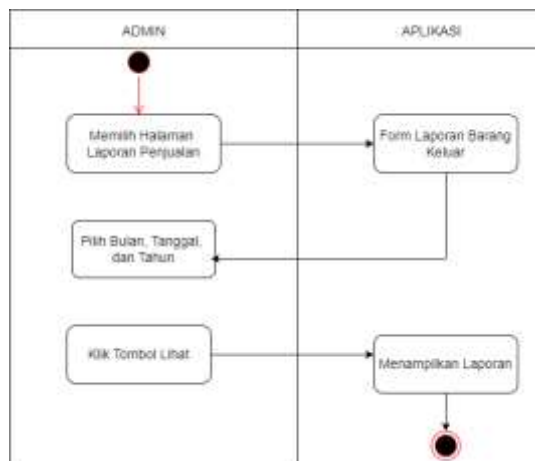 ADMIN
APLIKASI
Memilih Halaman
Laporan Penjualan
Form Laporan Barang
Keluar
Pilih Bulan, Tanggal,
dan Tahun
Klik Tombol Lihat
Menampilkan Laporan